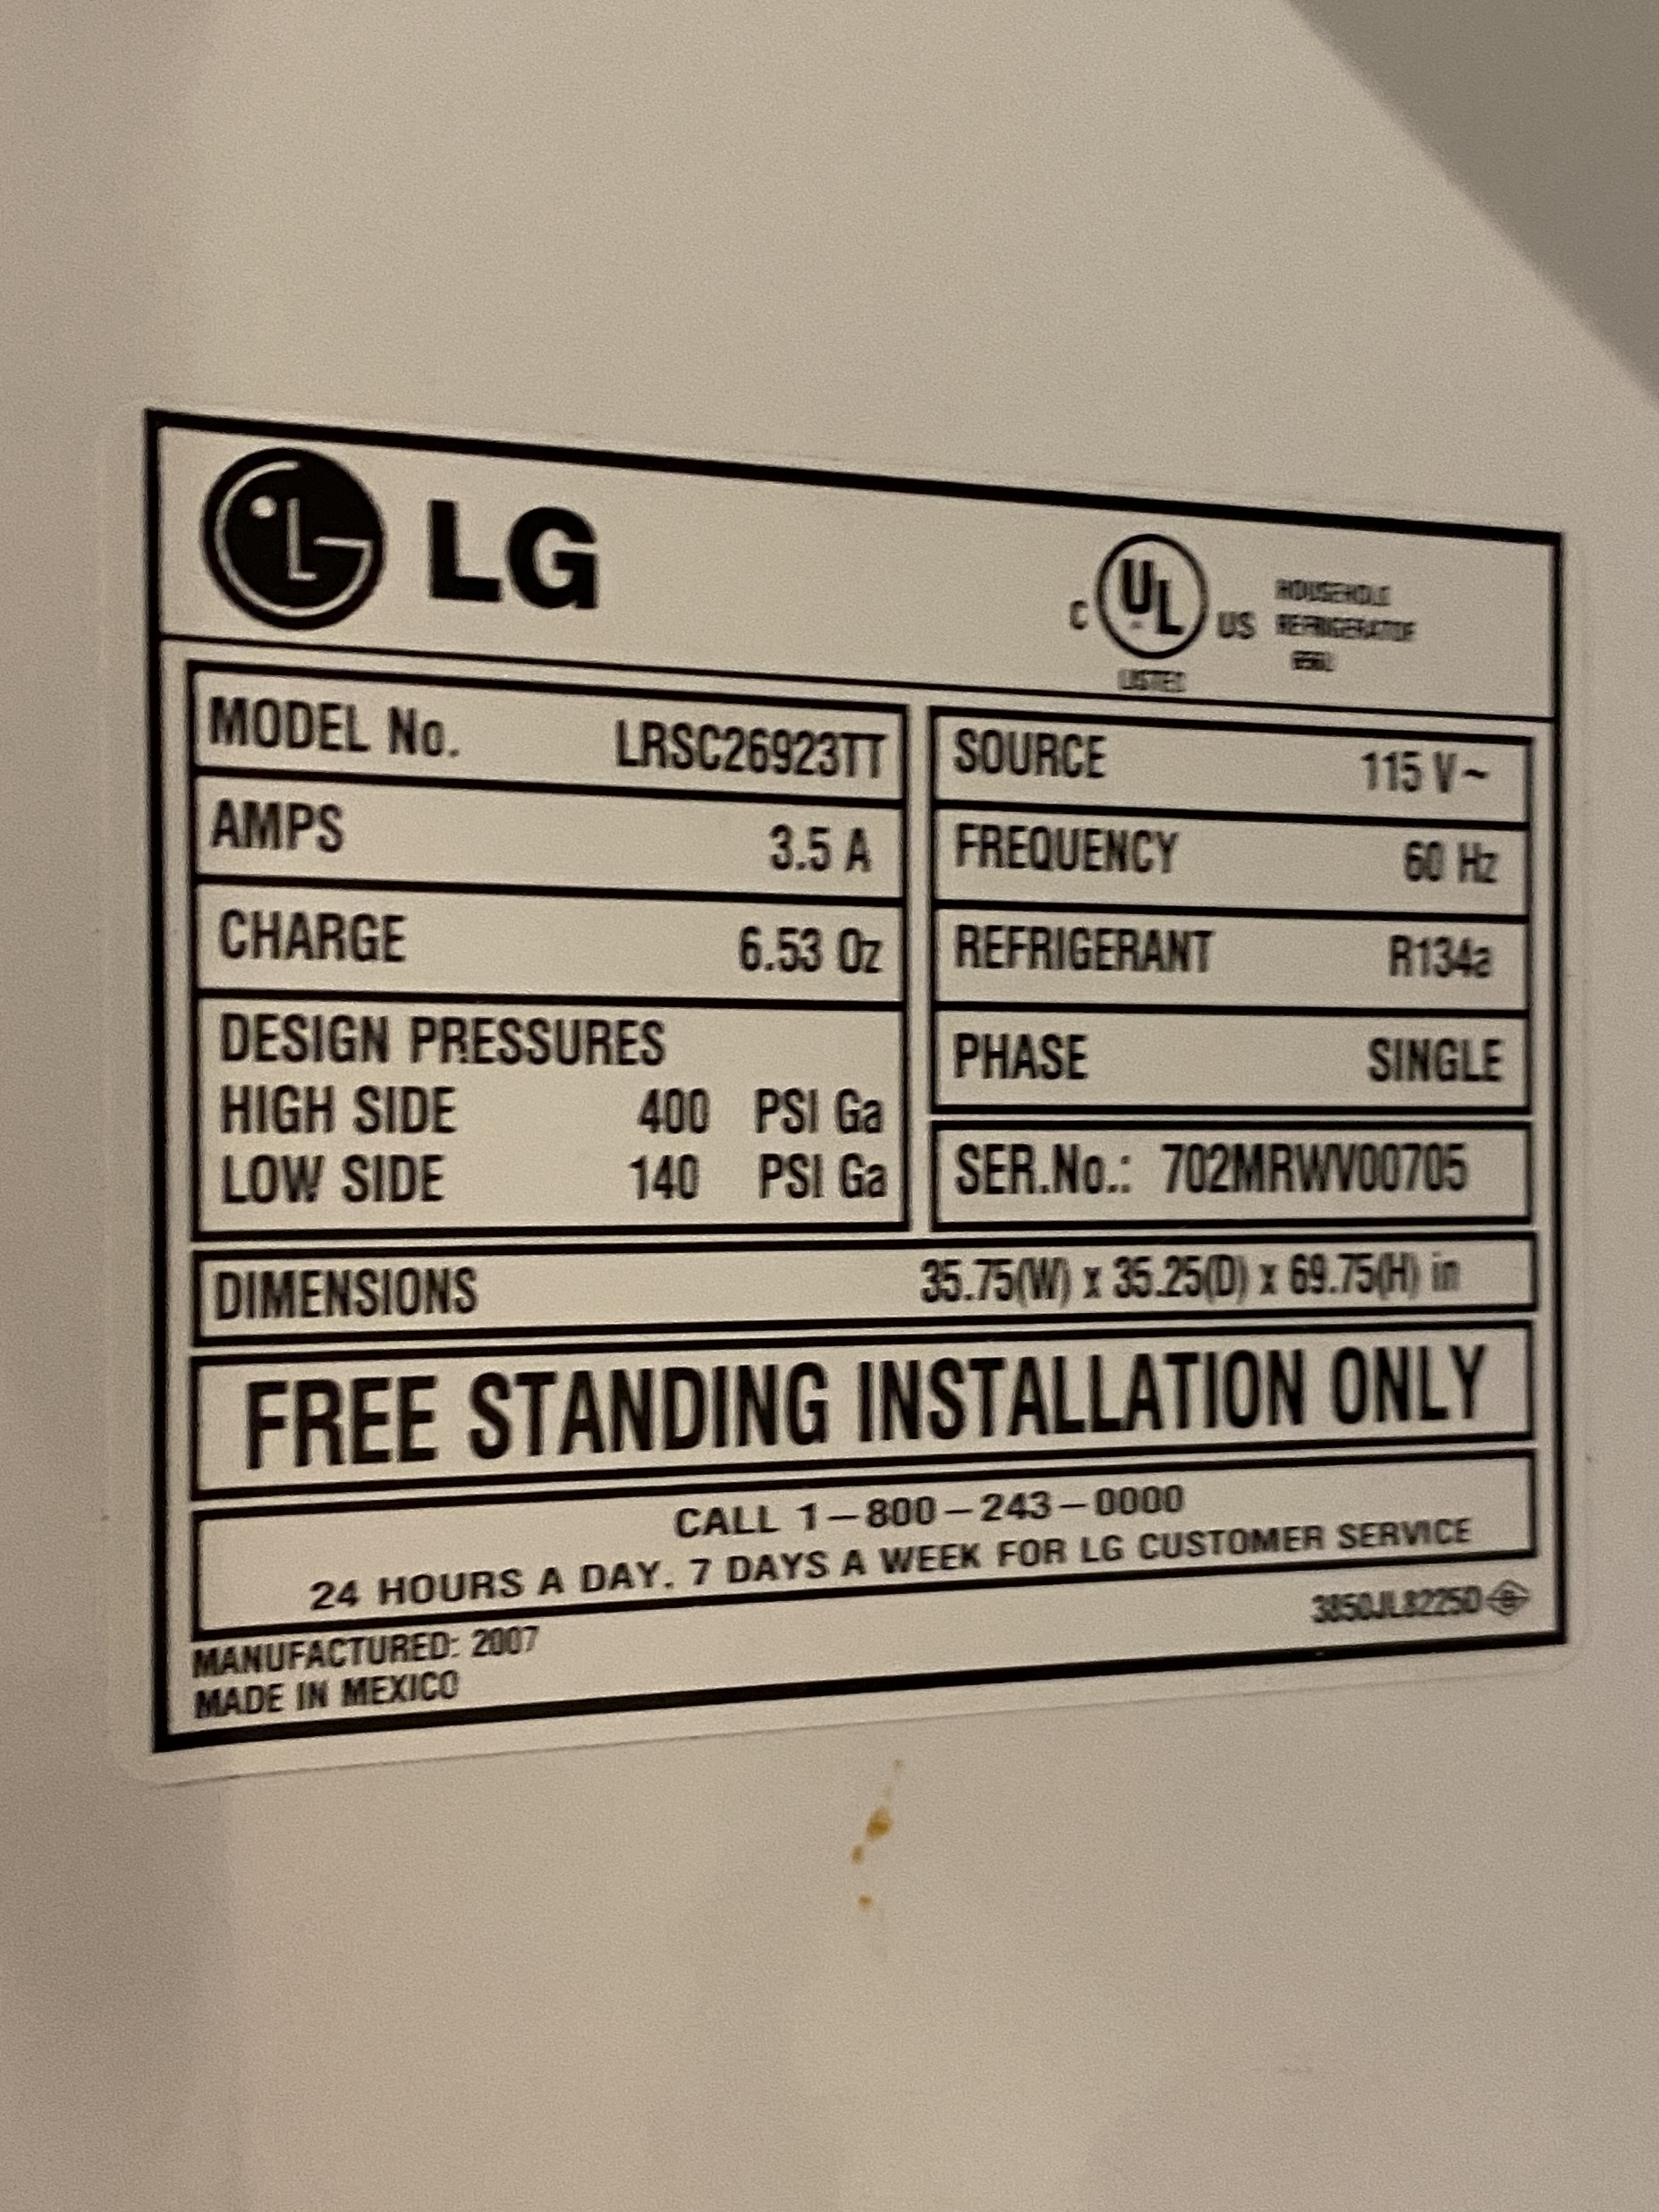 LG
C UL US
LISTED
HOUSEHOLD
REFRIGERATOR
MODEL No. LRSC26923TT
AMPS 3.5 A
CHARGE 6.53 Oz
DESIGN PRESSURES
HIGH SIDE 400 PSI Ga
LOW SIDE 140 PSI Ga
SOURCE 115 V~
FREQUENCY 60 Hz
REFRIGERANT R134a
PHASE SINGLE
SER.No.: 702MRWV00705
DIMENSIONS 35.75(W) x 35.25(D) x 69.75(H) in
FREE STANDING INSTALLATION ONLY
CALL 1-800-243-0000
24 HOURS A DAY. 7 DAYS A WEEK FOR LG CUSTOMER SERVICE
MANUFACTURED: 2007
MADE IN MEXICO
3850JL8225D